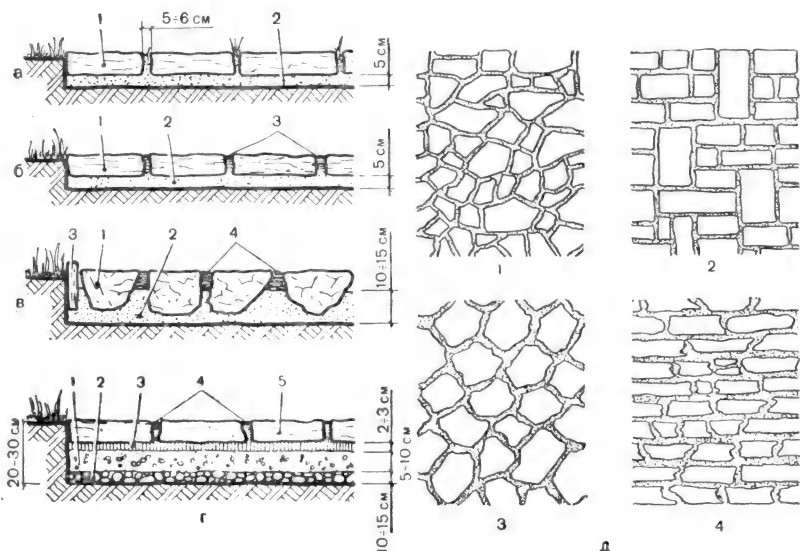 1 5÷6 см 2
а 5 см
1 2 3
б 5 см
3 1 2 4
в 10÷15 см
1 2 3 4 5
20-30 см 2-3 см
5-10 см
10÷15 см
г
1 2
3 4
д